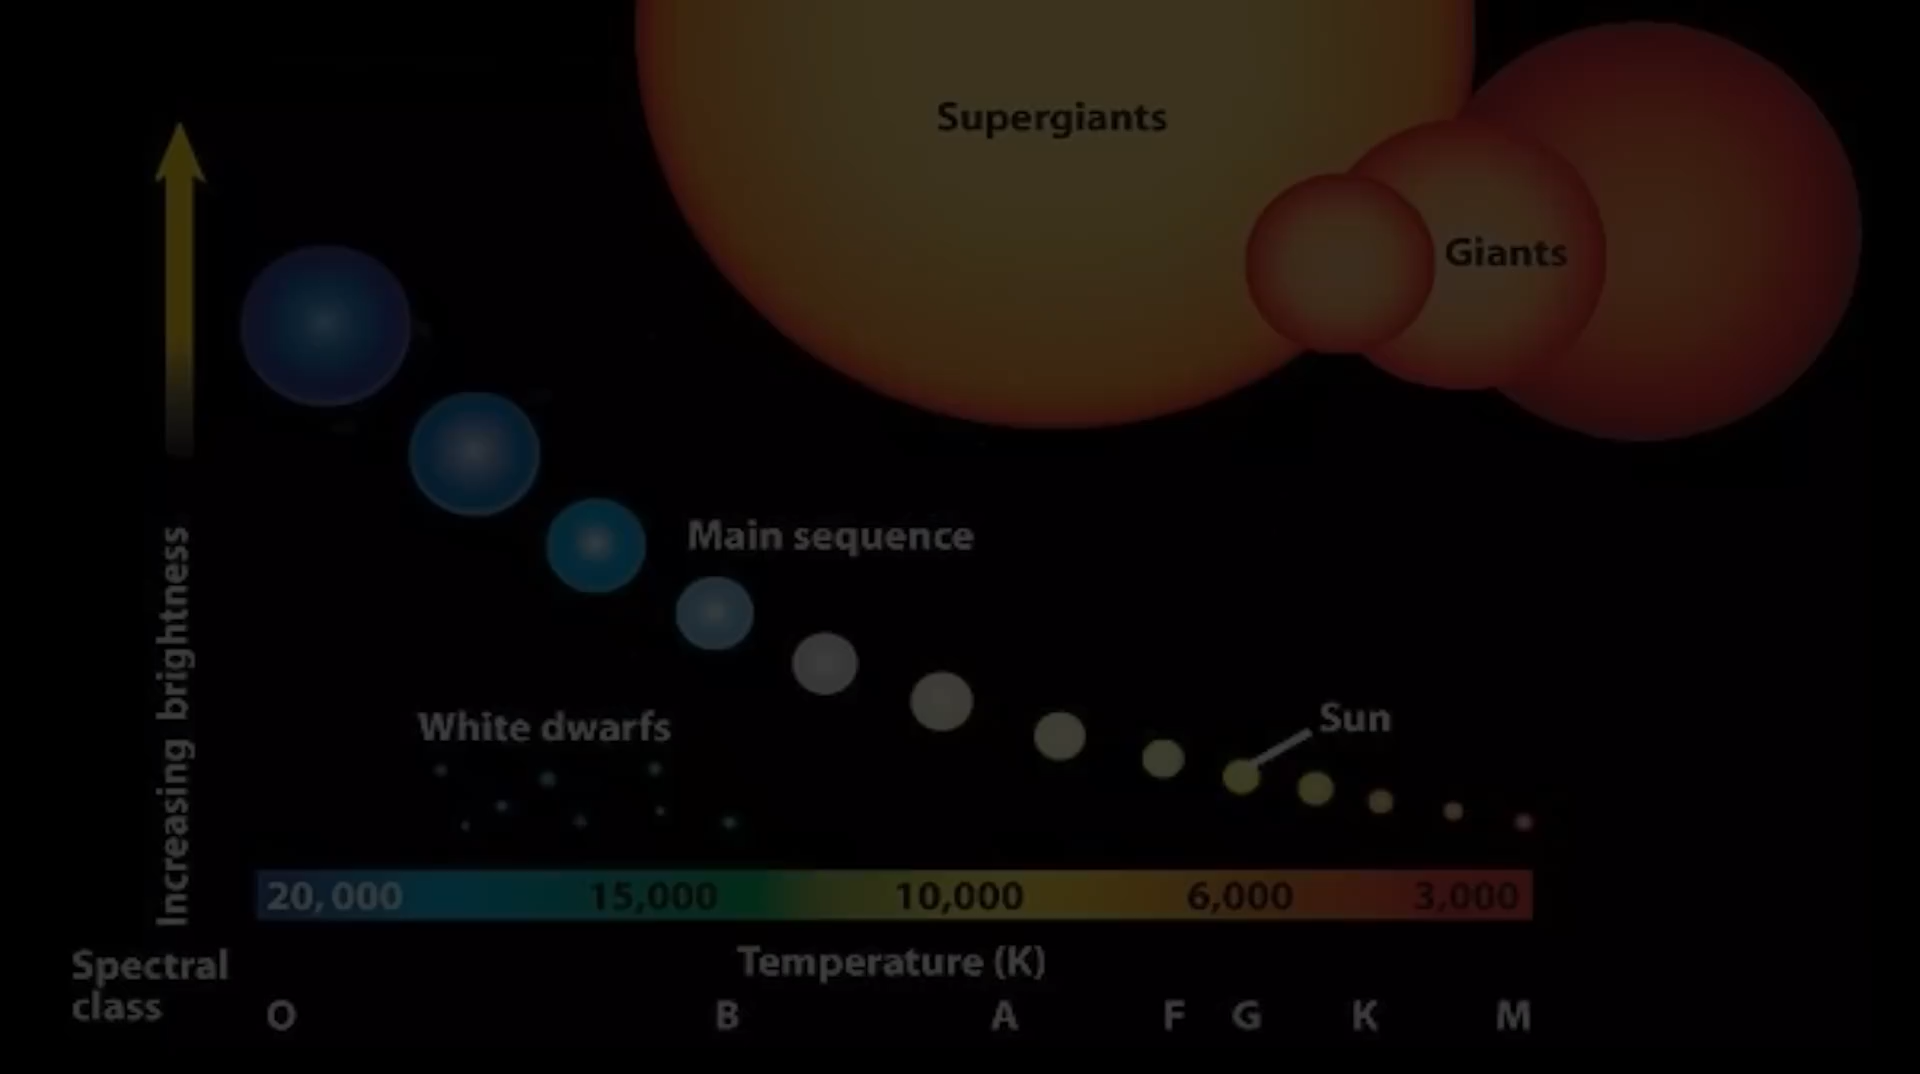 Supergiants
Giants
Main sequence
White dwarfs
Sun
Increasing brightness
20,000 15,000 10,000 6,000 3,000
Temperature (K)
Spectral
class
O B A F G K M